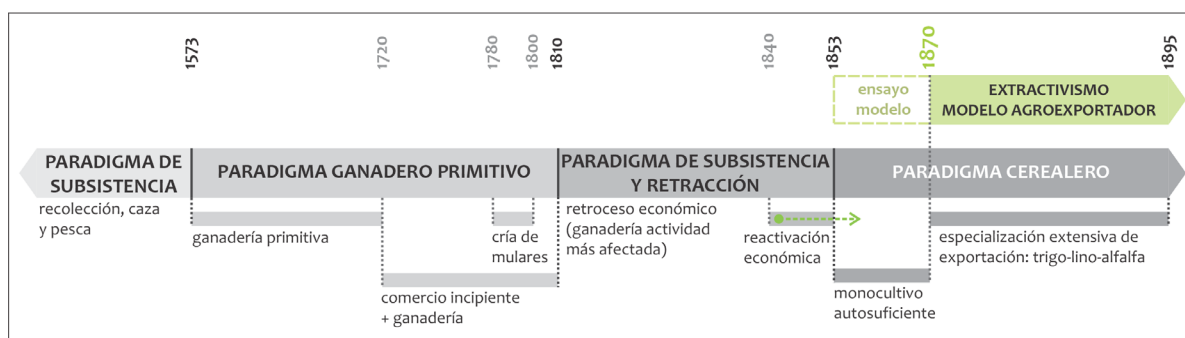 1573
1720
1780
1800
1810
1840
1853
1870
1895
ensayo
modelo
EXTRACTIVISMO
MODELO AGROEXPORTADOR
PARADIGMA DE
SUBSISTENCIA
PARADIGMA GANADERO PRIMITIVO
PARADIGMA DE SUBSISTENCIA
Y RETRACCIÓN
PARADIGMA CEREALERO
recolección, caza
y pesca
ganadería primitiva
cría de
mulares
retroceso económico
(ganadería actividad
más afectada)
reactivación
económica
especialización extensiva de
exportación: trigo-lino-alfalfa
comercio incipiente
+ ganadería
monocultivo
autosuficiente